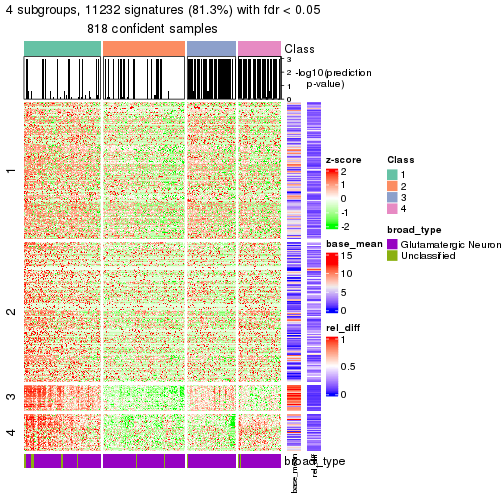 4 subgroups, 11232 signatures (81.3%) with fdr < 0.05
818 confident samples
Class
3
2
1
0
-log10(prediction
p-value)
1
2
3
4
z-score
2
1
0
-1
-2
base_mean
15
10
5
0
rel_diff
1
0.5
0
Class
1
2
3
4
broad_type
Glutamatergic Neuron
Unclassified
broad_type
base_mean
rel_diff